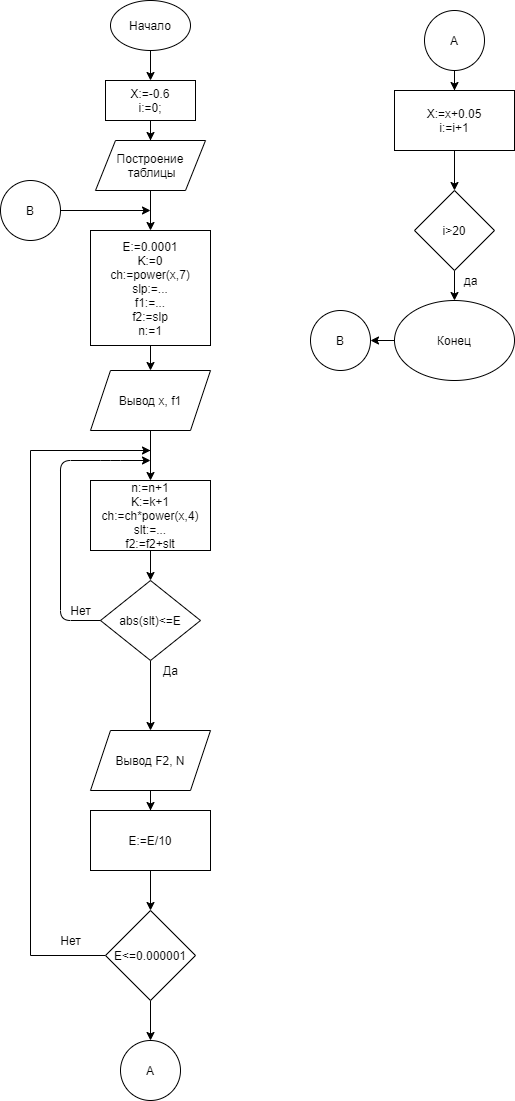 Начало
X:=-0.6
i:=0;
Построение
таблицы
B
E:=0.0001
K:=0
ch:=power(x,7)
slp:=...
f1:=...
f2:=slp
n:=1
Вывод x, f1
n:=n+1
K:=k+1
ch:=ch*power(x,4)
slt:=...
f2:=f2+slt
abs(slt)<=E
Нет
Да
Вывод F2, N
E:=E/10
E<=0.000001
Нет
A
A
X:=x+0.05
i:=i+1
i>20
да
Конец
B